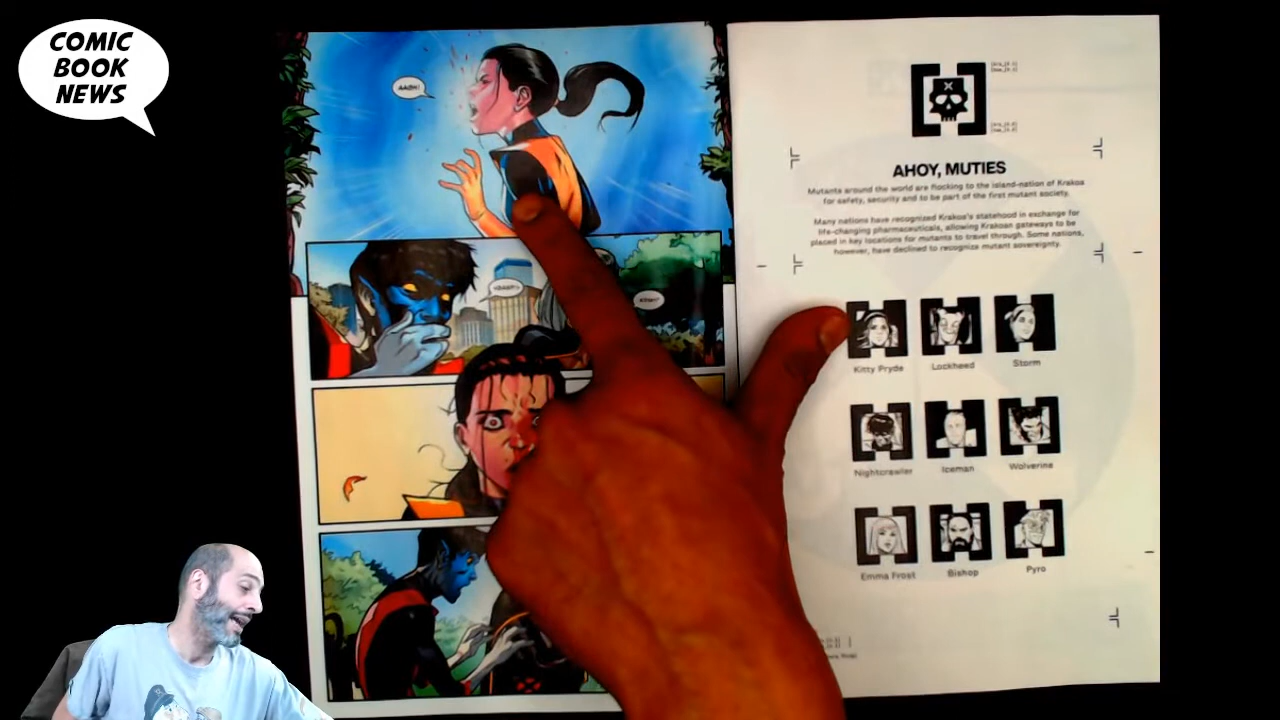 COMIC
BOOK
NEWS
AAGH!
AHOY, MUTIES
Mutants around the world are flocking to the island-nation of Krakoa
for safety, security and to be part of the first mutant society.
Many nations have recognized Krakoa's statehood in exchange for
life-changing pharmaceuticals, allowing Krakoan gateways to be
placed in key locations for mutants to travel through. Some nations,
however, have declined to recognize mutant sovereignty.
Kitty Pryde Lockheed Storm
Nightcrawler Iceman Wolverine
Emma Frost Bishop Pyro